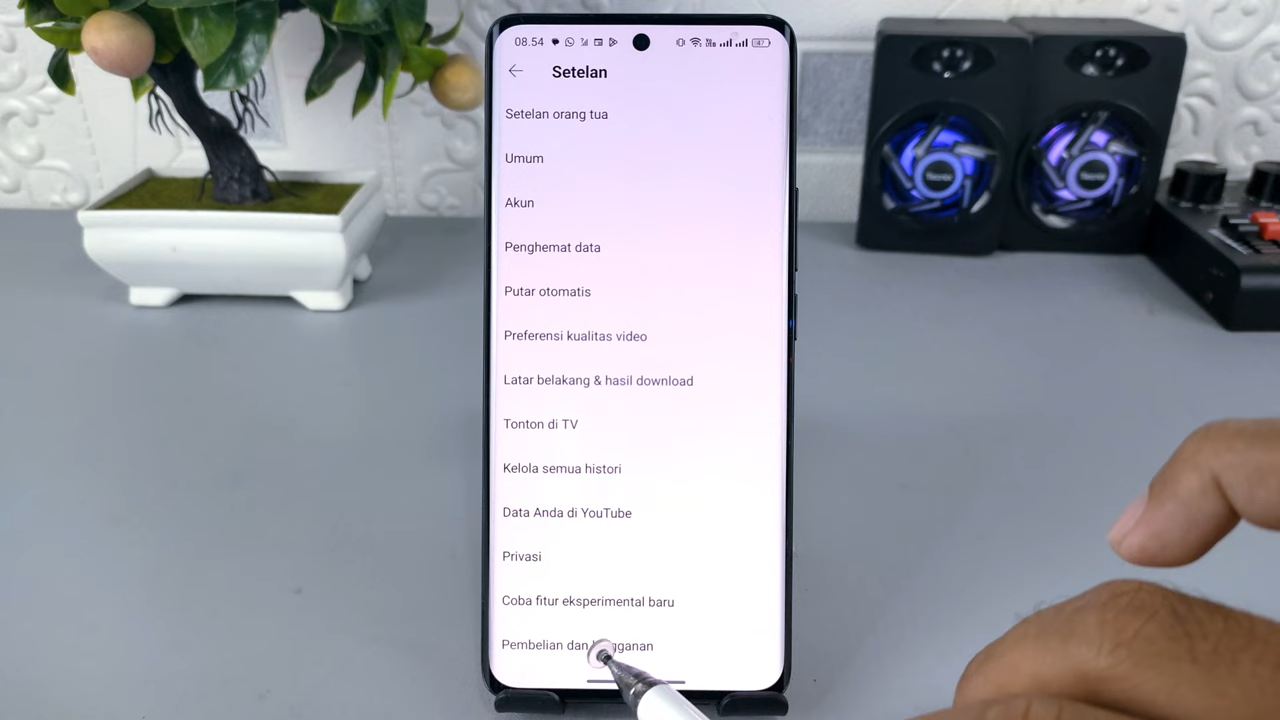 08.54
47
Setelan
Setelan orang tua
Umum
Akun
Penghemat data
Putar otomatis
Preferensi kualitas video
Latar belakang & hasil download
Tonton di TV
Kelola semua histori
Data Anda di YouTube
Privasi
Coba fitur eksperimental baru
Pembelian dan